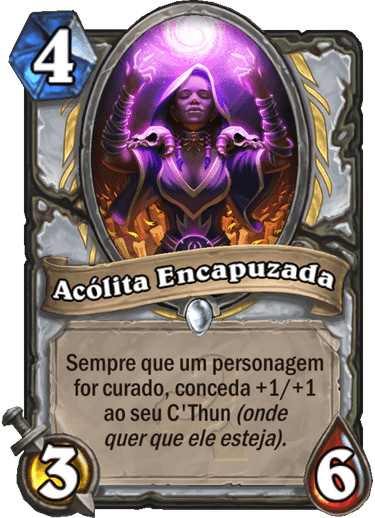 4
Acólita Encapuzada
Sempre que um personagem
for curado, conceda +1/+1
ao seu C'Thun (onde
quer que ele esteja).
3
6